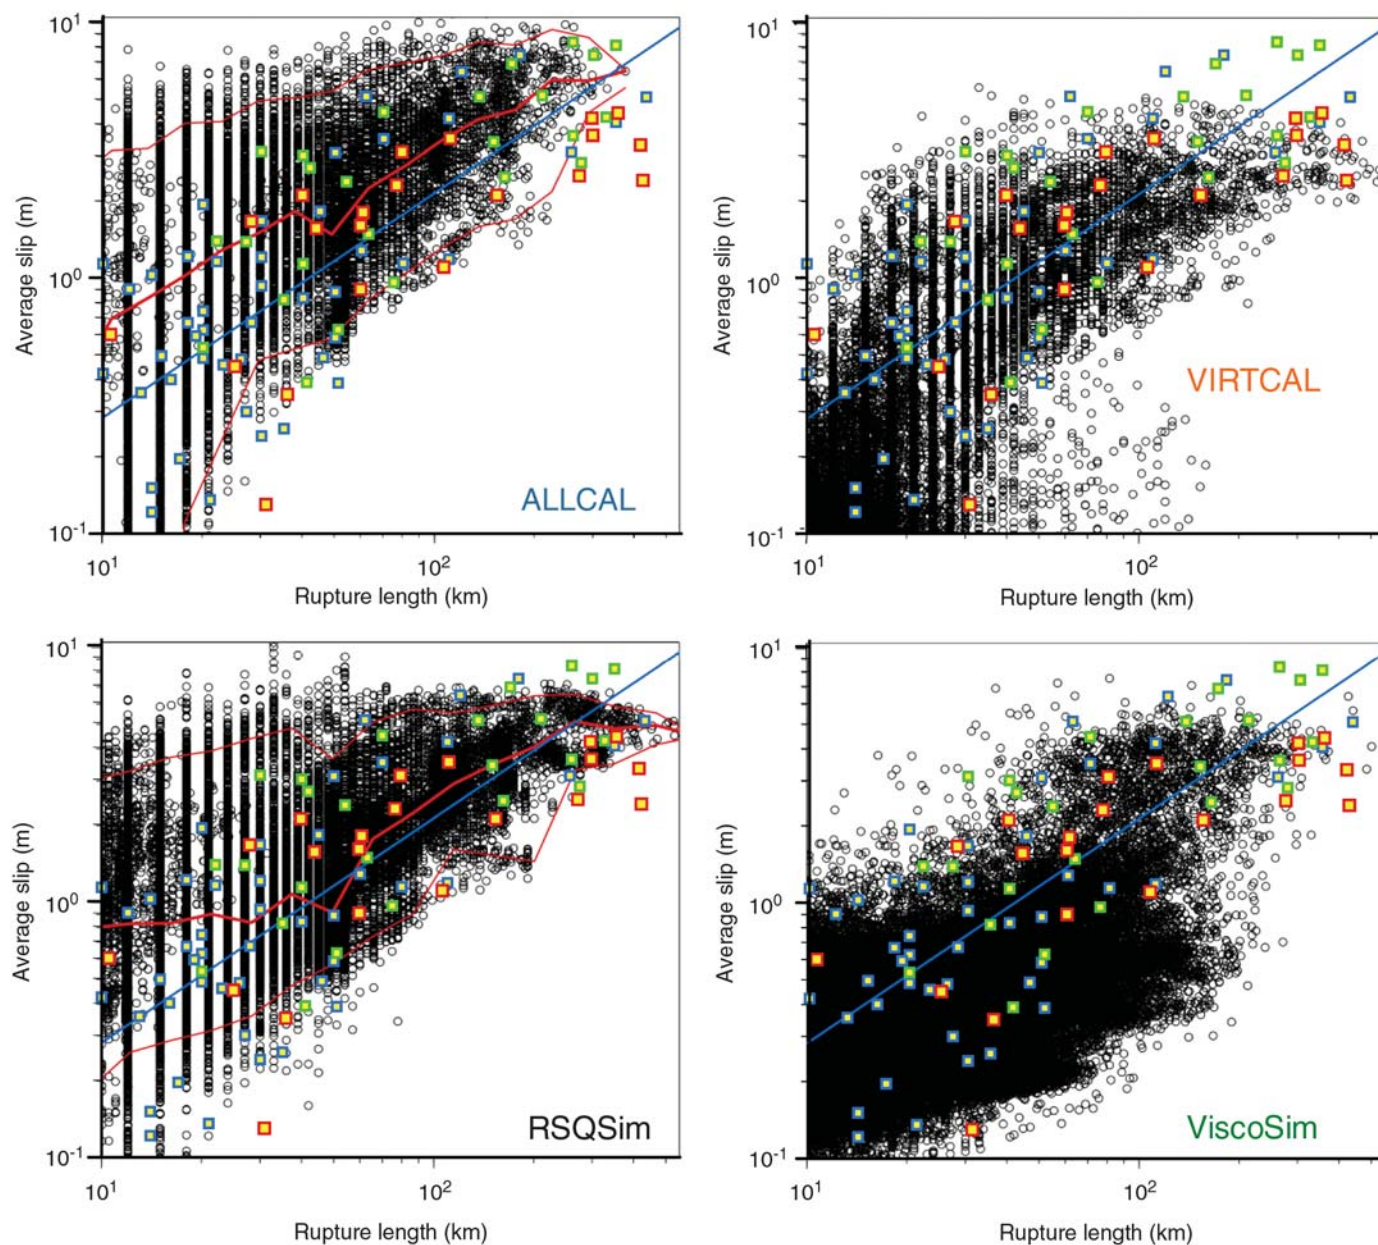 10¹
Average slip (m)
10⁰
10⁻¹
ALLCAL
10¹
10²
Rupture length (km)
10¹
Average slip (m)
10⁰
10⁻¹
VIRTCAL
10¹
10²
Rupture length (km)
10¹
Average slip (m)
10⁰
10⁻¹
RSQSim
10¹
10²
Rupture length (km)
10¹
Average slip (m)
10⁰
10⁻¹
ViscoSim
10¹
10²
Rupture length (km)